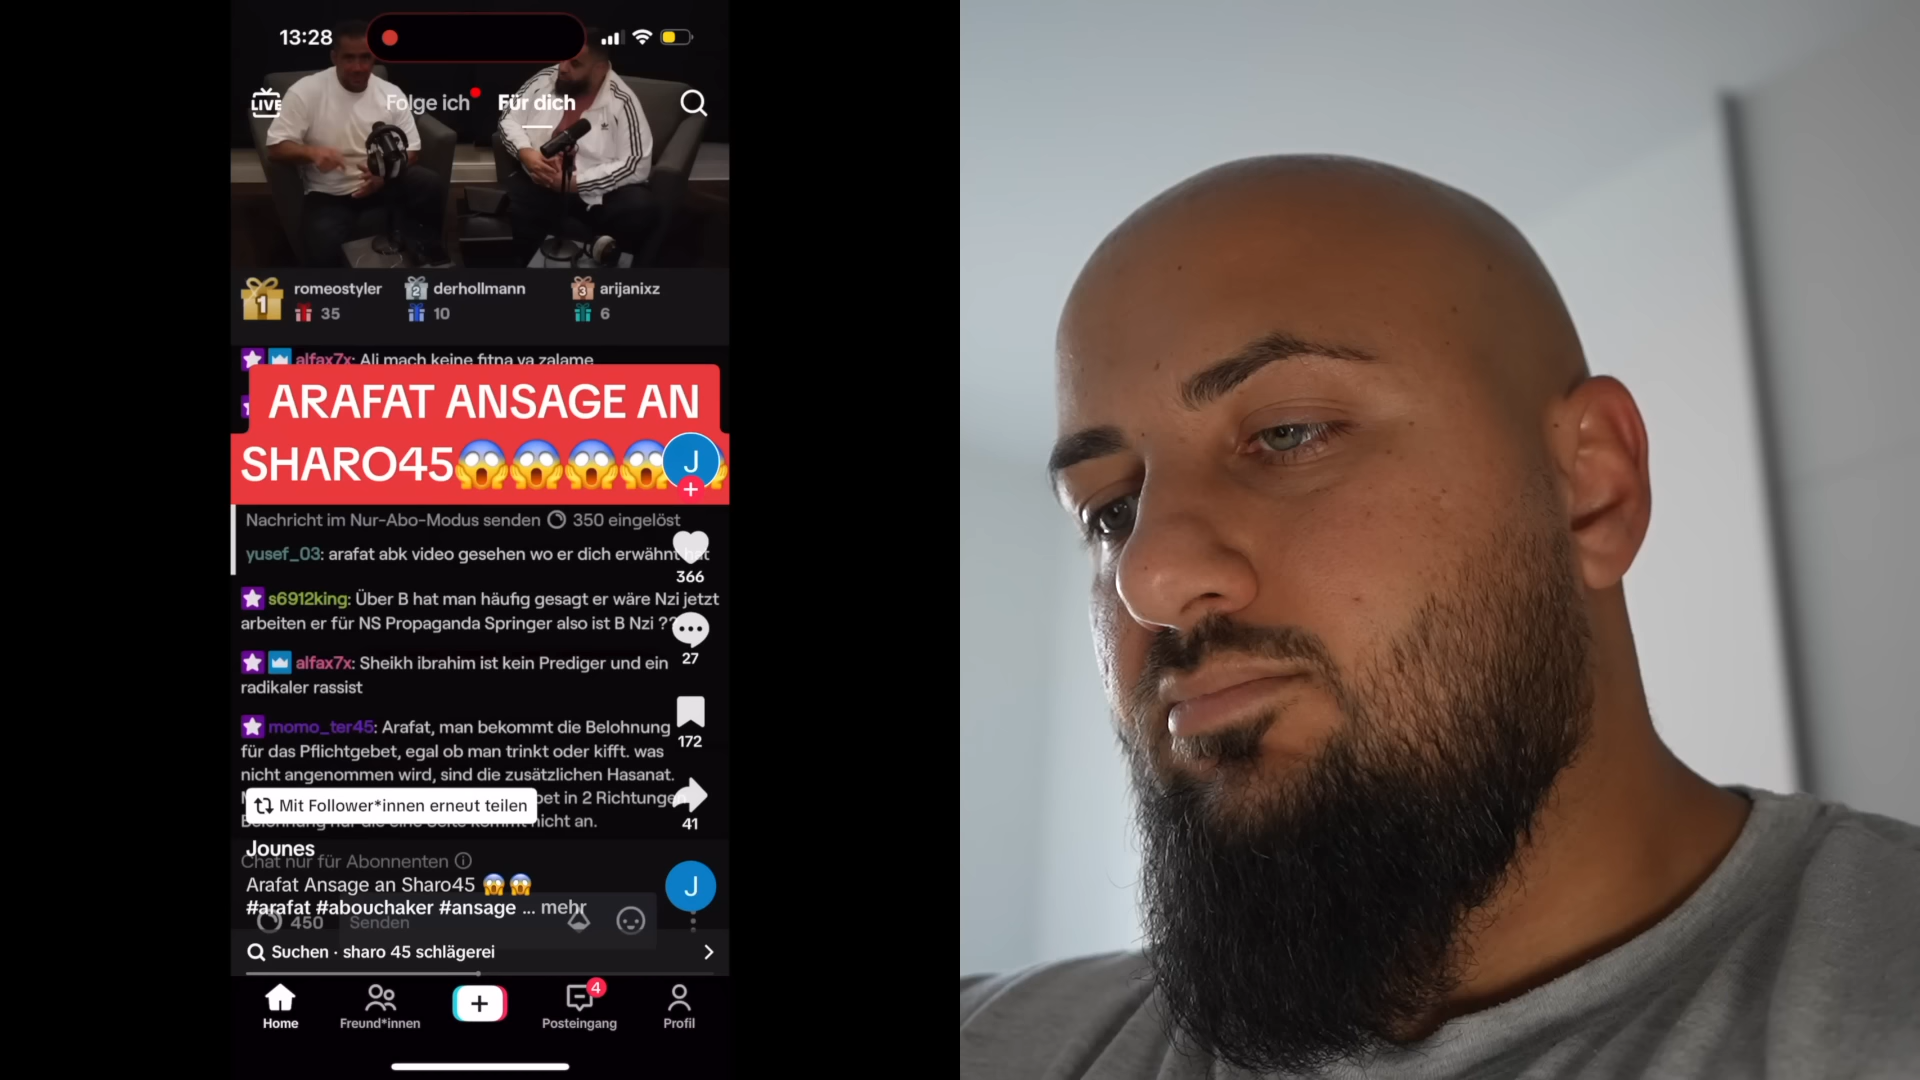 13:28
LIVE
Folge ich
Für dich
1
romeostyler
35
2
derhollmann
10
3
arijanixz
6
alfax7x: Ali mach keine fitna ya zalame
ARAFAT ANSAGE AN
SHARO45😱😱😱😱
J
Nachricht im Nur-Abo-Modus senden 350 eingelöst
yusef_03: arafat abk video gesehen wo er dich erwähnt hat
366
s6912king: Über B hat man häufig gesagt er wäre Nzi jetzt
arbeiten er für NS Propaganda Springer also ist B Nzi ??
27
alfax7x: Sheikh ibrahim ist kein Prediger und ein
radikaler rassist
172
momo_ter45: Arafat, man bekommt die Belohnung
für das Pflichtgebet, egal ob man trinkt oder kifft. was
nicht angenommen wird, sind die zusätzlichen Hasanat.
Mit Follower*innen erneut teilen
in 2 Richtungen
nicht an.
41
Jounes
Chat nur für Abonnenten
Arafat Ansage an Sharo45 😱😱
J
#arafat #abouchaker #ansage ... mehr
450
Senden
Suchen · sharo 45 schlägerei
Home
Freund*innen
4
Posteingang
Profil